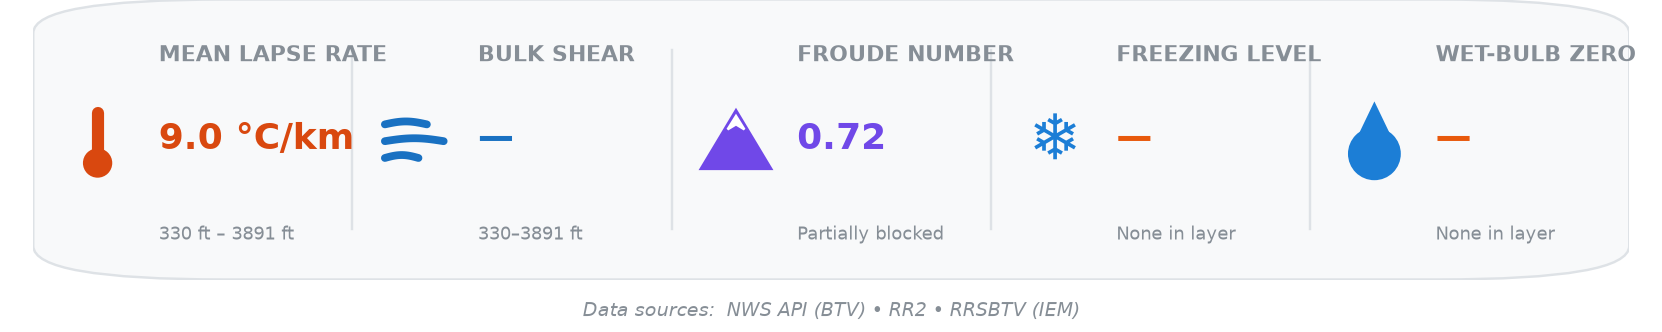 MEAN LAPSE RATE
9.0 °C/km
330 ft – 3891 ft
BULK SHEAR
—
330–3891 ft
FROUDE NUMBER
0.72
Partially blocked
FREEZING LEVEL
—
None in layer
WET-BULB ZERO
—
None in layer
Data sources:  NWS API (BTV) • RR2 • RRSBTV (IEM)